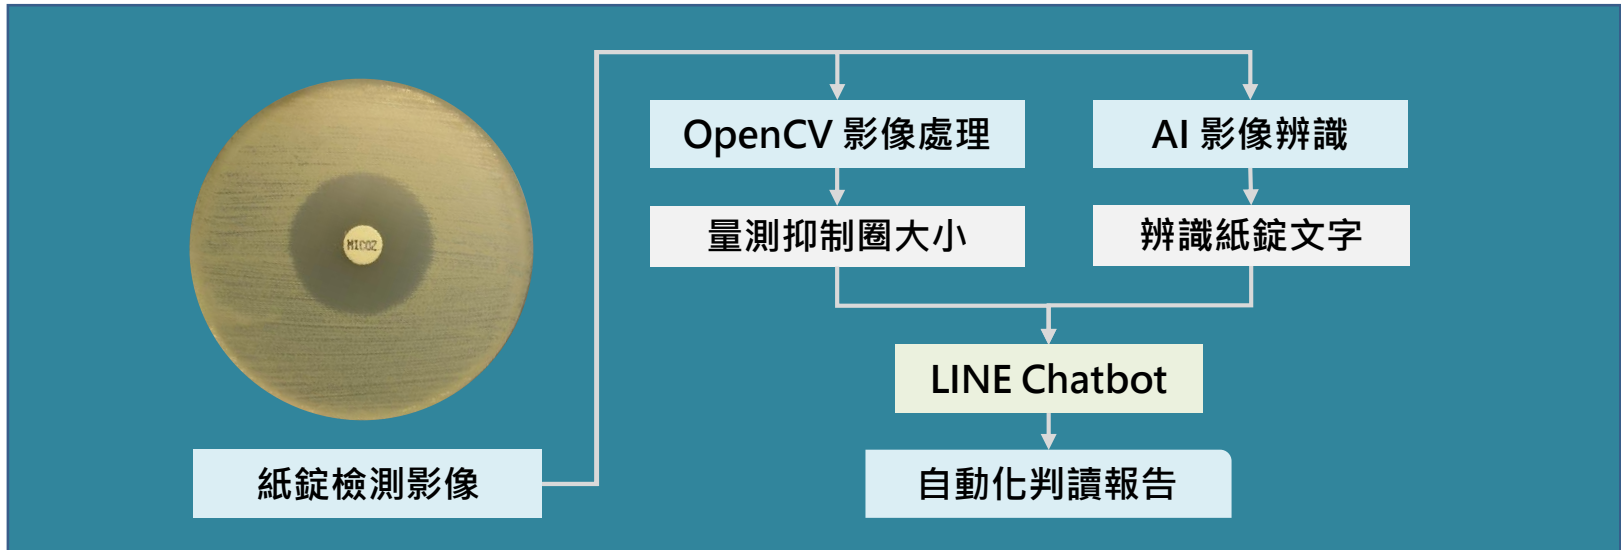 OpenCV 影像處理
AI 影像辨識
量測抑制圈大小
辨識紙錠文字
MICOZ
LINE Chatbot
紙錠檢測影像
自動化判讀報告